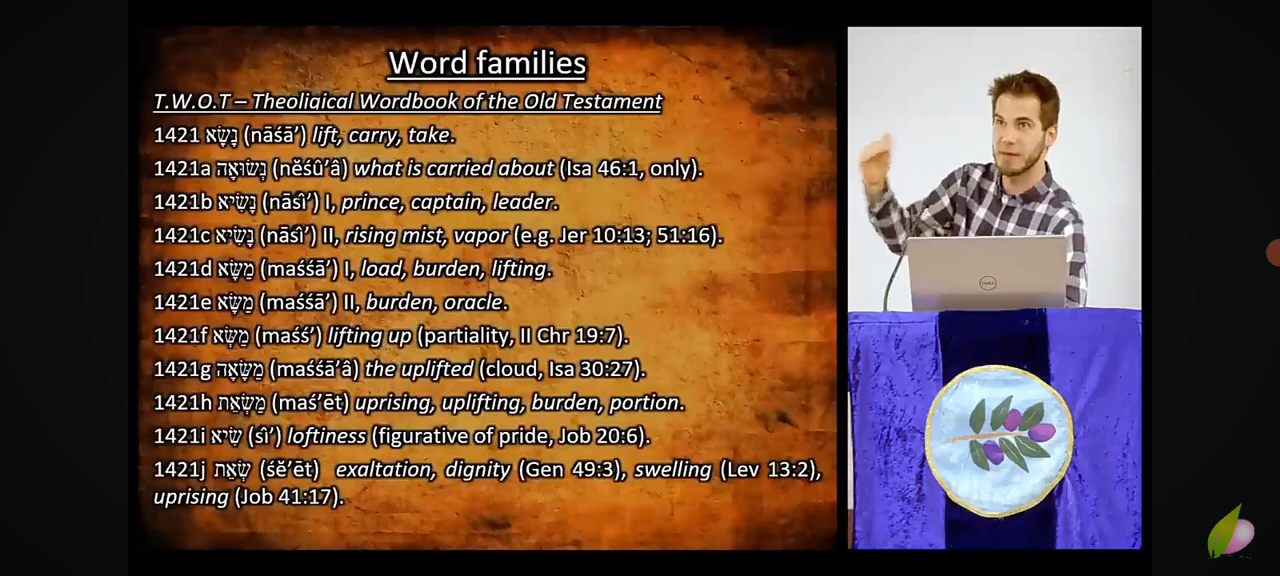 Word families
T.W.O.T – Theoligical Wordbook of the Old Testament
1421 נָשָׂא (nāśā’) lift, carry, take.
1421a נְשׂוּאָה (nĕśû’â) what is carried about (Isa 46:1, only).
1421b נָשִׂיא (nāśî’) I, prince, captain, leader.
1421c נָשִׂיא (nāśî’) II, rising mist, vapor (e.g. Jer 10:13; 51:16).
1421d מַשָּׂא (maśśā’) I, load, burden, lifting.
1421e מַשָּׂא (maśśā’) II, burden, oracle.
1421f מַשּׂא (maśś’) lifting up (partiality, II Chr 19:7).
1421g מַשָּׂאָה (maśśā’â) the uplifted (cloud, Isa 30:27).
1421h מַשְׂאֵת (maś’ēt) uprising, uplifting, burden, portion.
1421i שִׂיא (śî’) loftiness (figurative of pride, Job 20:6).
1421j שְׂאֵת (śĕ’ēt) exaltation, dignity (Gen 49:3), swelling (Lev 13:2),
uprising (Job 41:17).
DELL